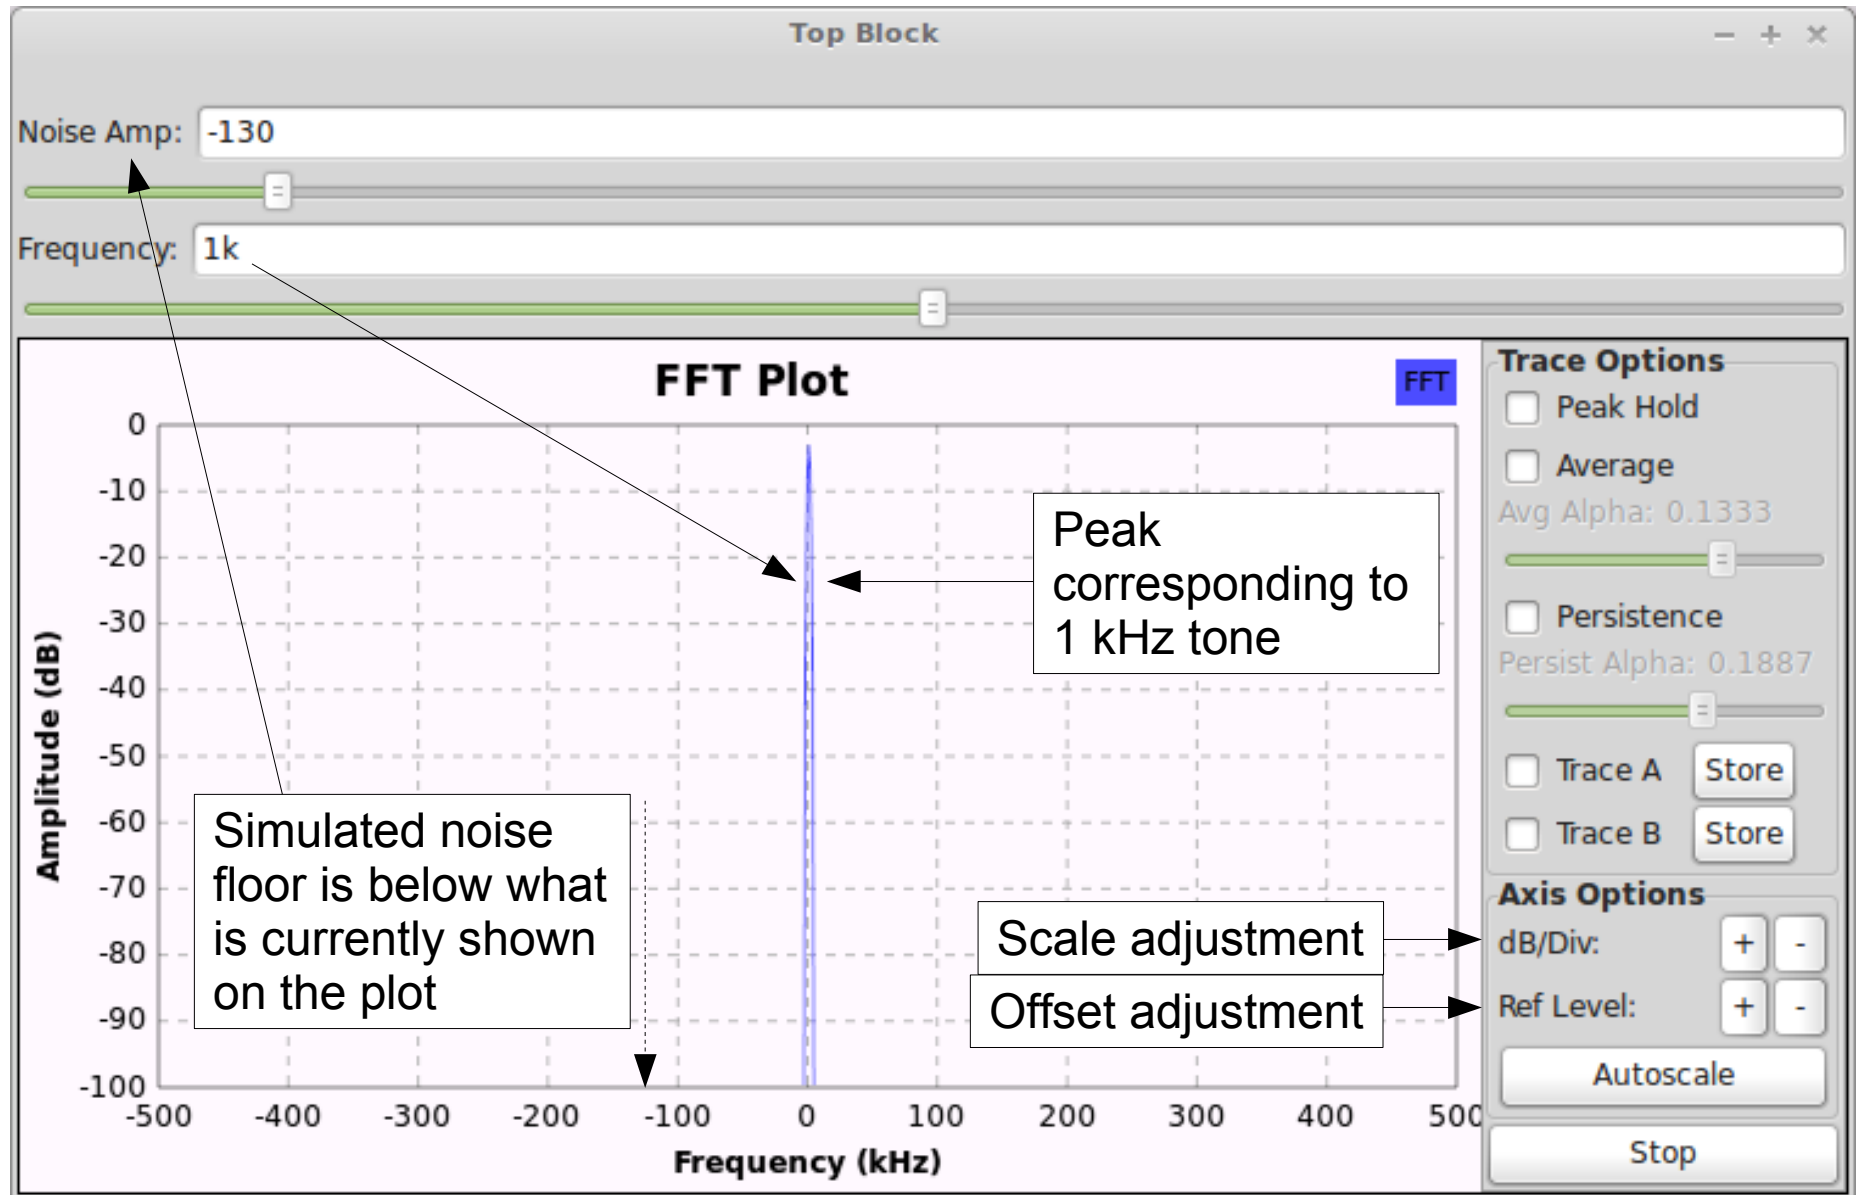 Top Block
Noise Amp: -130
Frequency: 1k
FFT Plot
FFT
Amplitude (dB)
0
-10
-20
-30
-40
-50
-60
-70
-80
-90
-100
-500 -400 -300 -200 -100 0 100 200 300 400 500
Frequency (kHz)
Peak
corresponding to
1 kHz tone
Simulated noise
floor is below what
is currently shown
on the plot
Scale adjustment
Offset adjustment
Trace Options
Peak Hold
Average
Avg Alpha: 0.1333
Persistence
Persist Alpha: 0.1887
Trace A Store
Trace B Store
Axis Options
dB/Div: + -
Ref Level: + -
Autoscale
Stop